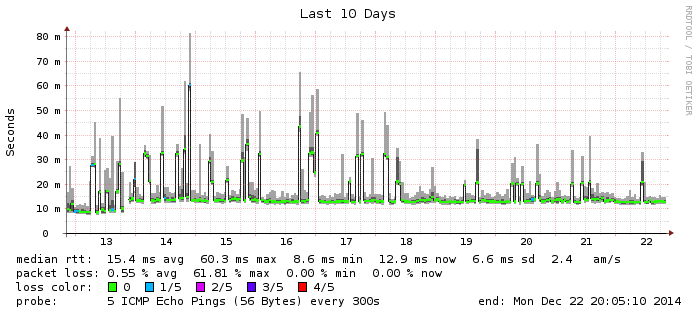 Last 10 Days
RRDTOOL / TOBI OETIKER
Seconds
80 m
70 m
60 m
50 m
40 m
30 m
20 m
10 m
0
13 14 15 16 17 18 19 20 21 22
median rtt: 15.4 ms avg 60.3 ms max 8.6 ms min 12.9 ms now 6.6 ms sd 2.4 am/s
packet loss: 0.55 % avg 61.81 % max 0.00 % min 0.00 % now
loss color: 0 1/5 2/5 3/5 4/5
probe: 5 ICMP Echo Pings (56 Bytes) every 300s end: Mon Dec 22 20:05:10 2014